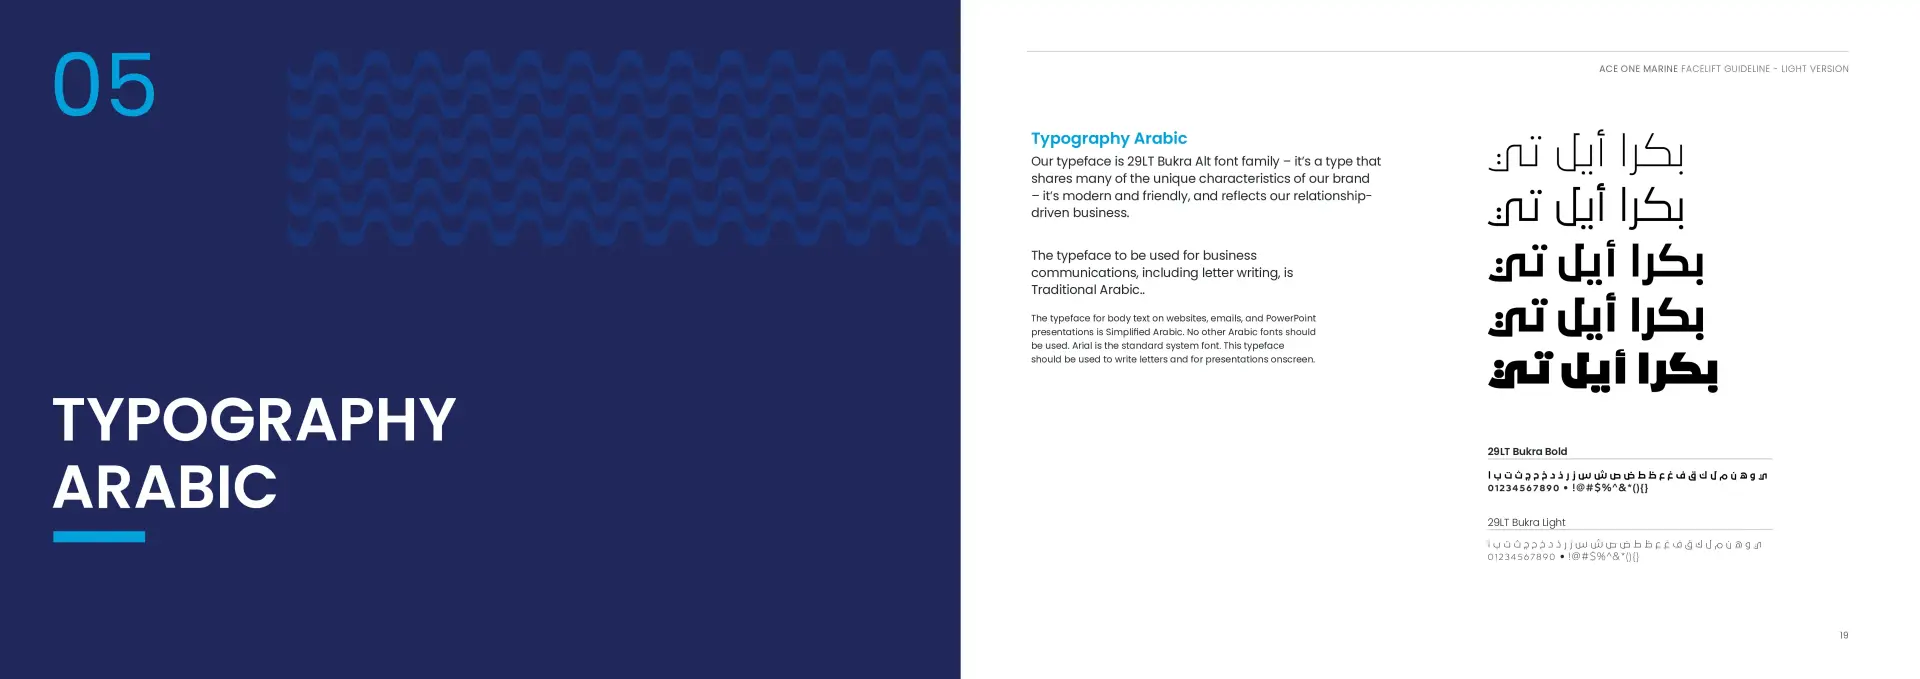 05
TYPOGRAPHY
ARABIC
ACE ONE MARINE FACELIFT GUIDELINE - LIGHT VERSION
Typography Arabic
Our typeface is 29LT Bukra Alt font family – it's a type that
shares many of the unique characteristics of our brand
– it's modern and friendly, and reflects our relationship-
driven business.
The typeface to be used for business
communications, including letter writing, is
Traditional Arabic..
The typeface for body text on websites, emails, and PowerPoint
presentations is Simplified Arabic. No other Arabic fonts should
be used. Arial is the standard system font. This typeface
should be used to write letters and for presentations onscreen.
بكرا أيل تي
بكرا أيل تي
بكرا أيل تي
بكرا أيل تي
بكرا أيل تي
29LT Bukra Bold
ا ب ت ث ج ح خ د ذ ر ز س ش ص ض ط ظ ع غ ف ق ك ل م ن ه و ي
01234567890 • !@#$%^&*(){}
29LT Bukra Light
ا ب ت ث ج ح خ د ذ ر ز س ش ص ض ط ظ ع غ ف ق ك ل م ن ه و ي
01234567890 • !@#$%^&*(){}
19